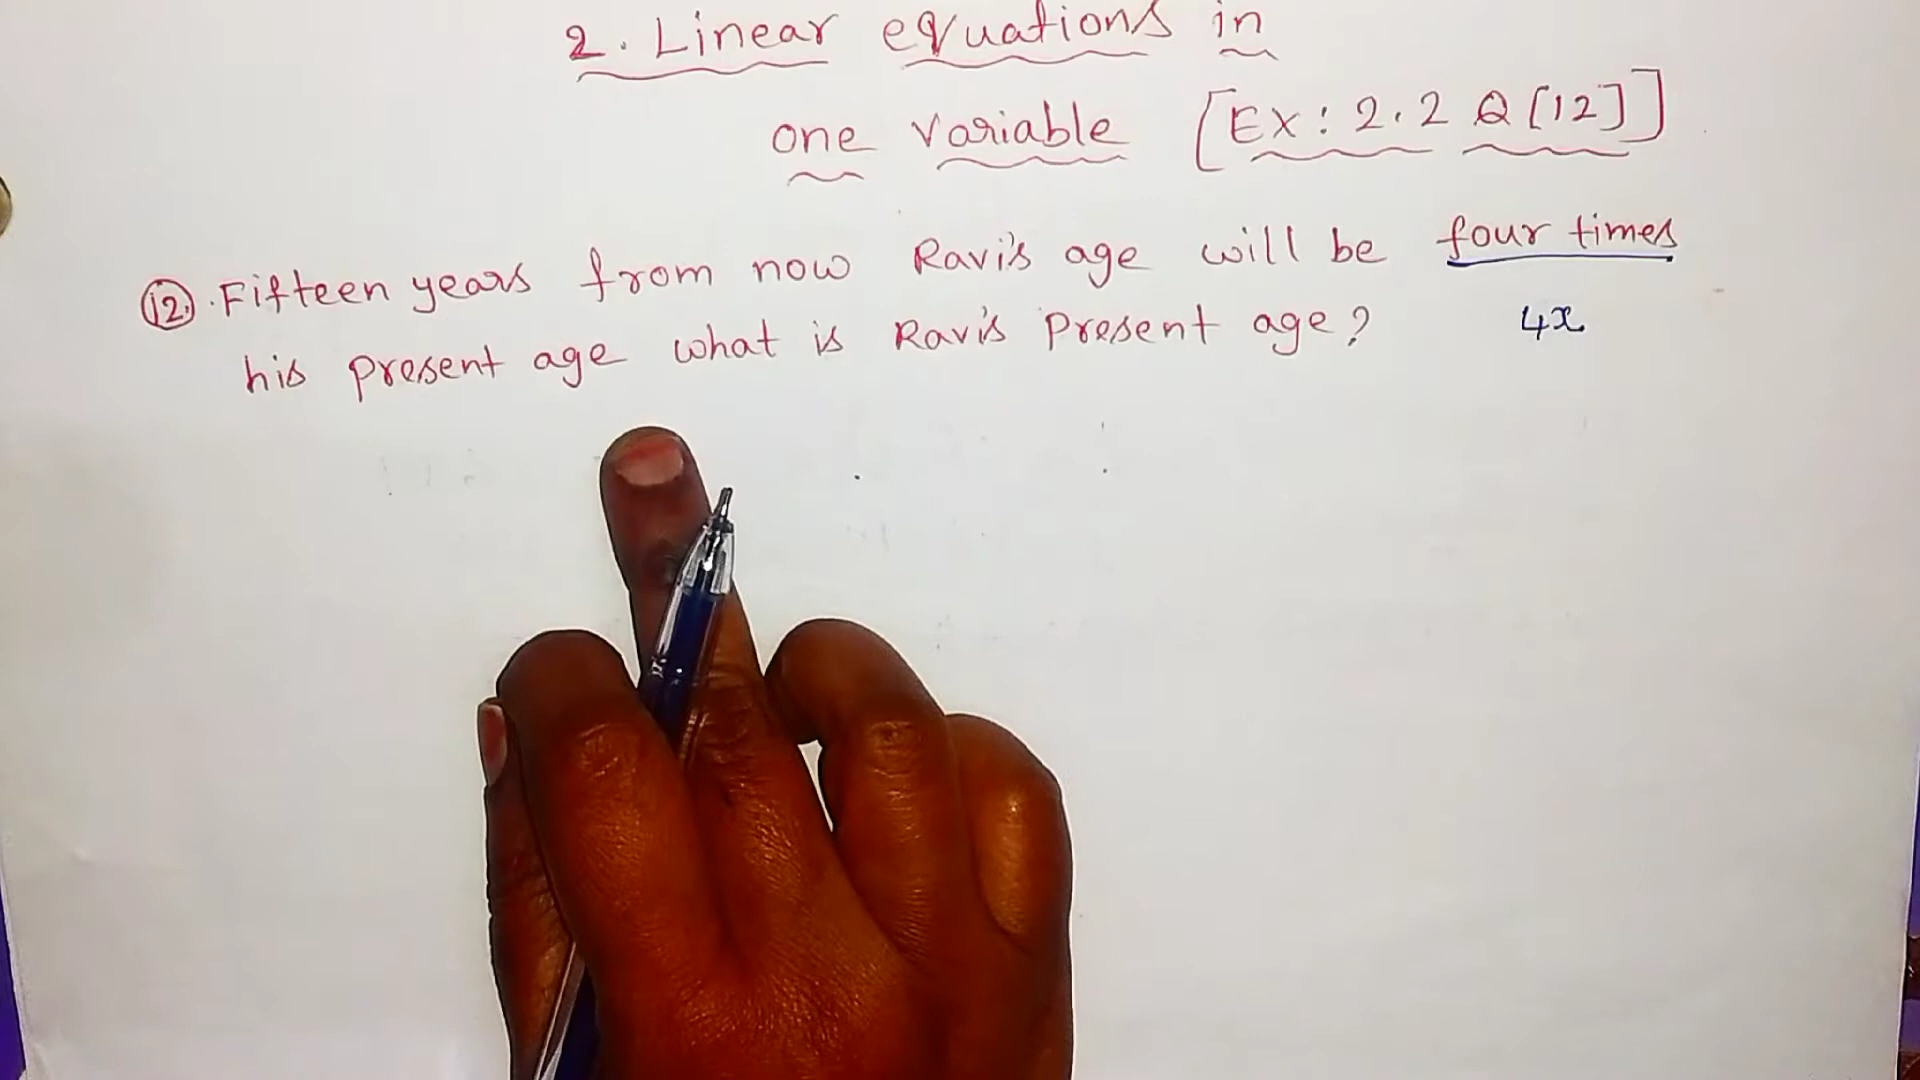 2. Linear equations in
one variable [Ex: 2.2 Q[12]]
(12). Fifteen years from now Ravi's age will be four times
his present age what is Ravi's present age? 4x